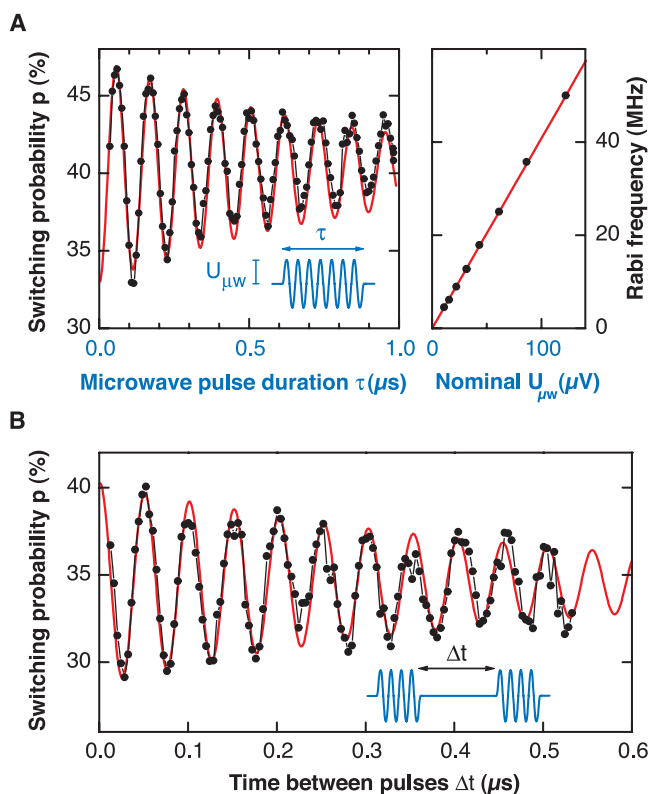 A
Switching probability p (%)
45
40
35
30
0.0
0.5
1.0
τ
Uμw
Microwave pulse duration τ (μs)
Rabi frequency (MHz)
40
20
0
0
100
Nominal Uμw (μV)
B
Switching probability p (%)
40
35
30
Δt
0.0
0.1
0.2
0.3
0.4
0.5
0.6
Time between pulses Δt (μs)